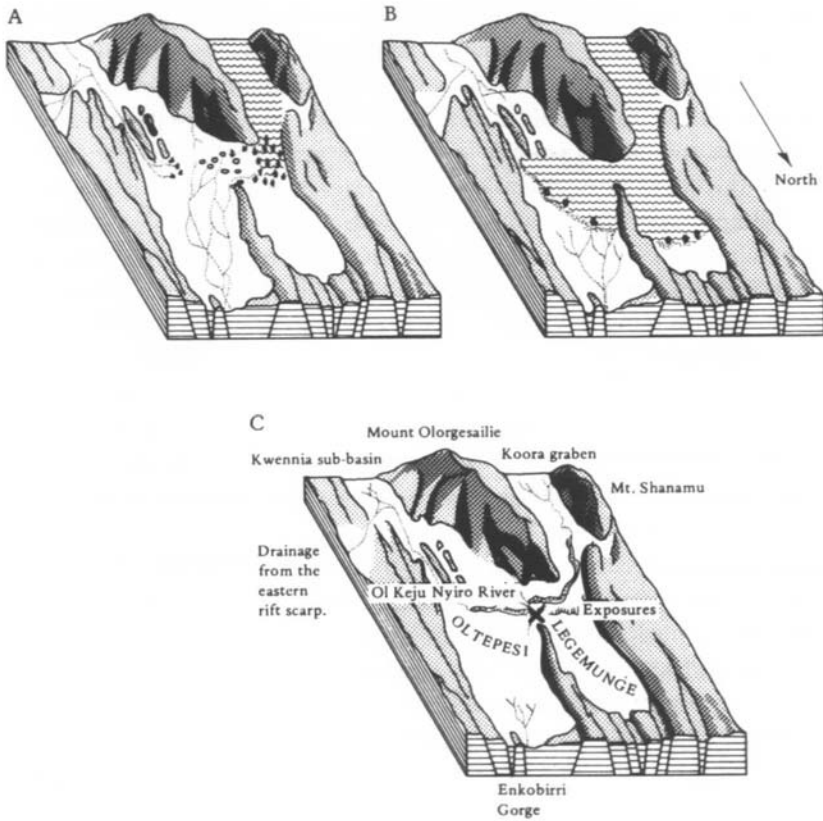 A
B
North
C
Mount Olorgesailie
Kwennia sub-basin
Koora graben
Mt. Shanamu
Drainage
from the
eastern
rift scarp.
Ol Keju Nyiro River
Exposures
OLTEPESI
LEGEMUNGE
Enkobirri
Gorge